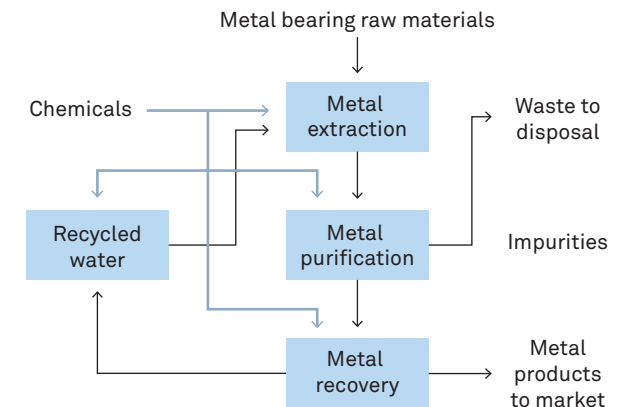 Metal bearing raw materials
Chemicals
Metal
extraction
Waste to
disposal
Recycled
water
Metal
purification
Impurities
Metal
recovery
Metal
products
to market